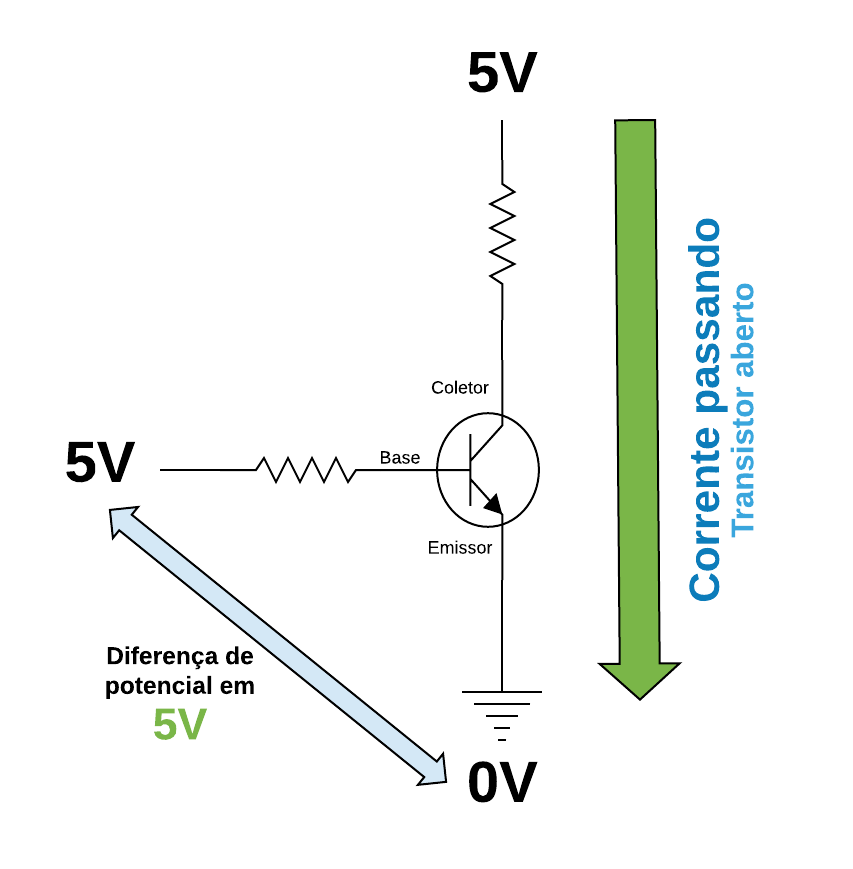 5V
Coletor
5V
Base
Emissor
Corrente passando
Transistor aberto
Diferença de
potencial em
5V
0V